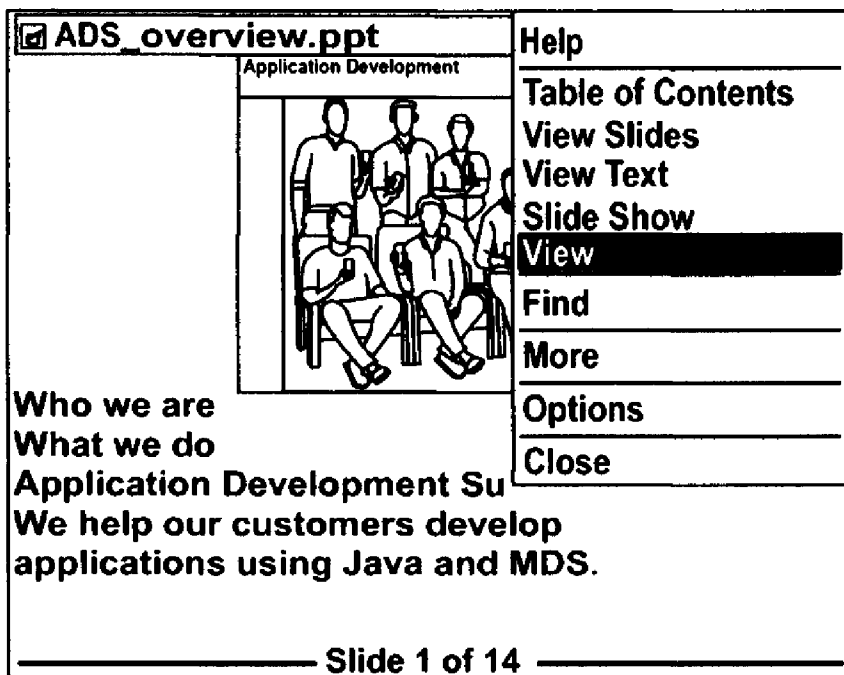 ADS_overview.ppt
Application Development
Help
Table of Contents
View Slides
View Text
Slide Show
View
Find
More
Options
Close
Who we are
What we do
Application Development Su
We help our customers develop
applications using Java and MDS.
Slide 1 of 14